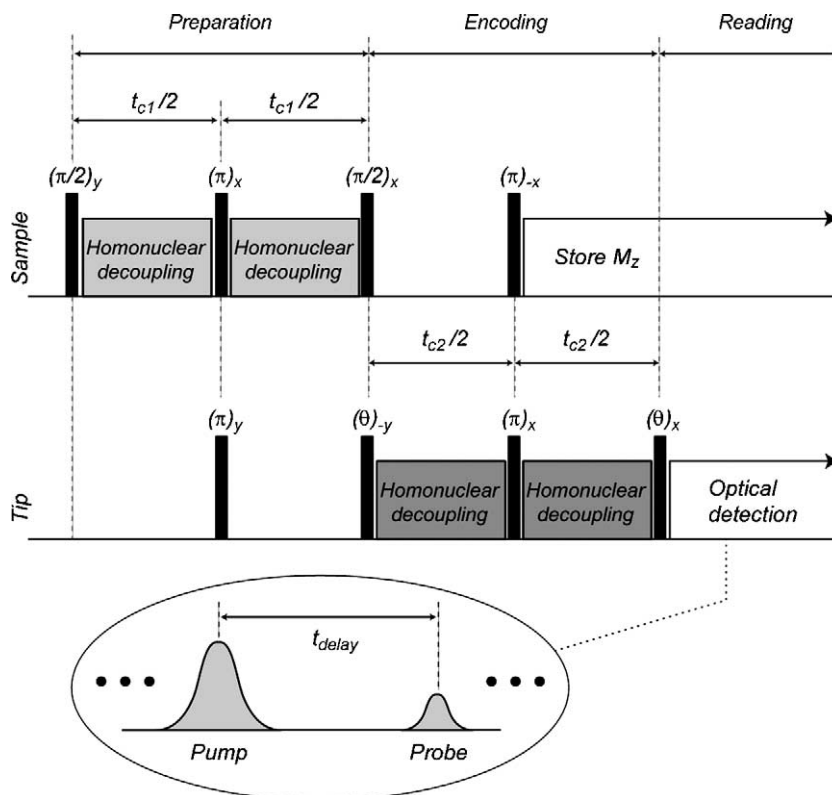 Preparation Encoding Reading
t_c1/2 t_c1/2
(π/2)_y (π)_x (π/2)_x (π)_-x
Sample
Homonuclear decoupling
Homonuclear decoupling
Store M_z
t_c2/2 t_c2/2
(π)_y (θ)_-y (π)_x (θ)_x
Tip
Homonuclear decoupling
Homonuclear decoupling
Optical detection
t_delay
Pump Probe